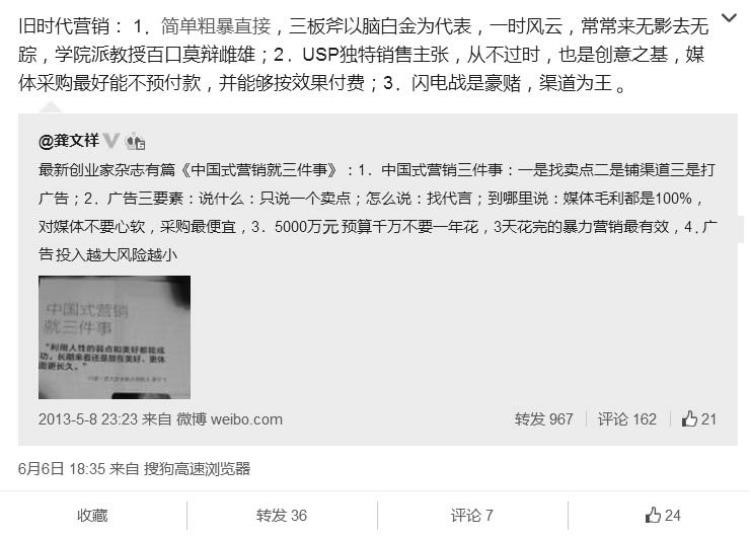 旧时代营销：1．简单粗暴直接，三板斧以脑白金为代表，一时风云，常常来无影去无
踪，学院派教授百口莫辩雌雄；2．USP独特销售主张，从不过时，也是创意之基，媒
体采购最好能不预付款，并能够按效果付费；3．闪电战是豪赌，渠道为王。
@龚文祥
最新创业家杂志有篇《中国式营销就三件事》：1．中国式营销三件事：一是找卖点二是铺渠道三是打
广告；2．广告三要素：说什么：只说一个卖点；怎么说：找代言；到哪里说：媒体毛利都是100%，
对媒体不要心软，采购最便宜，3．5000万元 预算千万不要一年花，3天花完的暴力营销最有效，4．广
告 投入越大风险越小
中国式营销
就三件事
“利用人性的弱点和美好都能成
功，长期来看还是放在美好，更体
面更长久。”
2013-5-8 23:23 来自 微博 weibo.com
转发 967 评论 162 21
6月6日 18:35 来自 搜狗高速浏览器
收藏 转发 36 评论 7 24